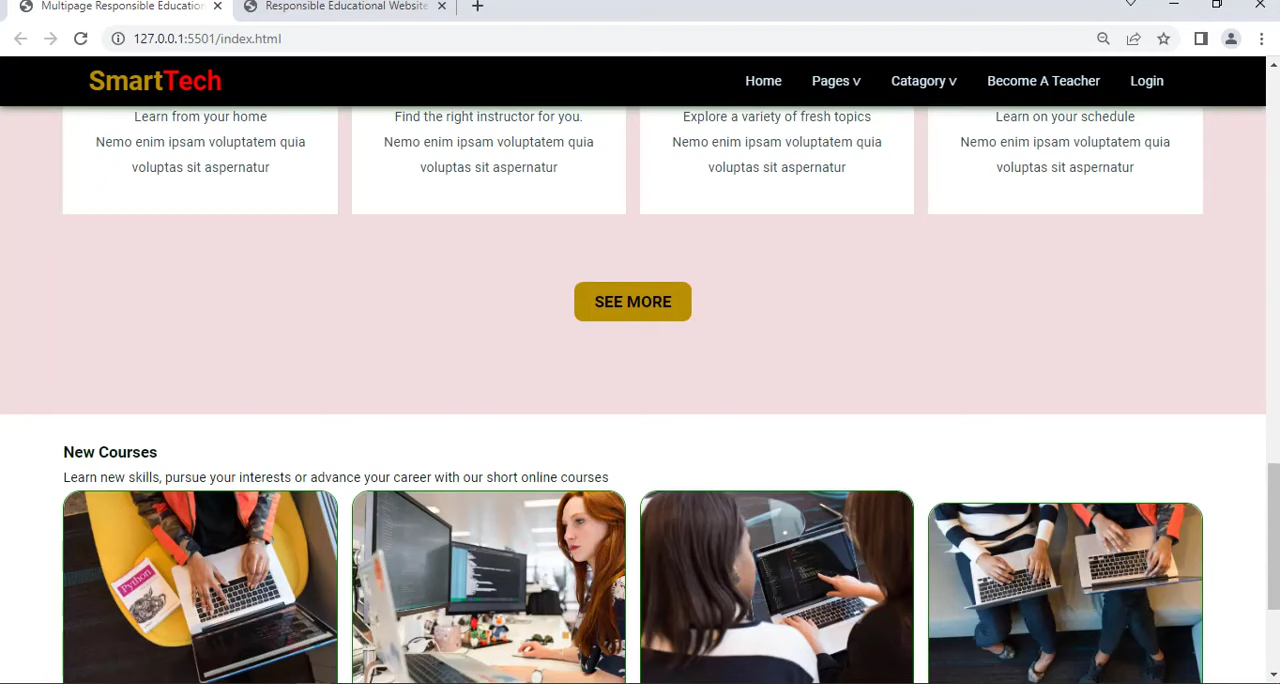 Multipage Responsible Education
Responsible Educational Website
127.0.0.1:5501/index.html
SmartTech
Home
Pages v
Catagory v
Become A Teacher
Login
Learn from your home
Nemo enim ipsam voluptatem quia
voluptas sit aspernatur
Find the right instructor for you.
Nemo enim ipsam voluptatem quia
voluptas sit aspernatur
Explore a variety of fresh topics
Nemo enim ipsam voluptatem quia
voluptas sit aspernatur
Learn on your schedule
Nemo enim ipsam voluptatem quia
voluptas sit aspernatur
SEE MORE
New Courses
Learn new skills, pursue your interests or advance your career with our short online courses
Python